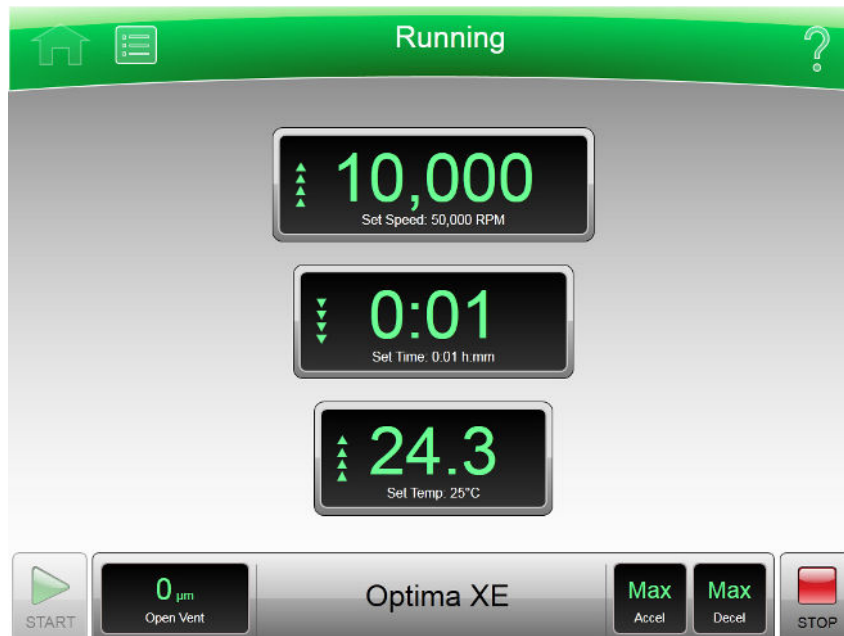 Running
?
10,000
Set Speed: 50,000 RPM
0:01
Set Time: 0:01 h:mm
24.3
Set Temp: 25°C
START
0 µm
Open Vent
Optima XE
Max
Accel
Max
Decel
STOP